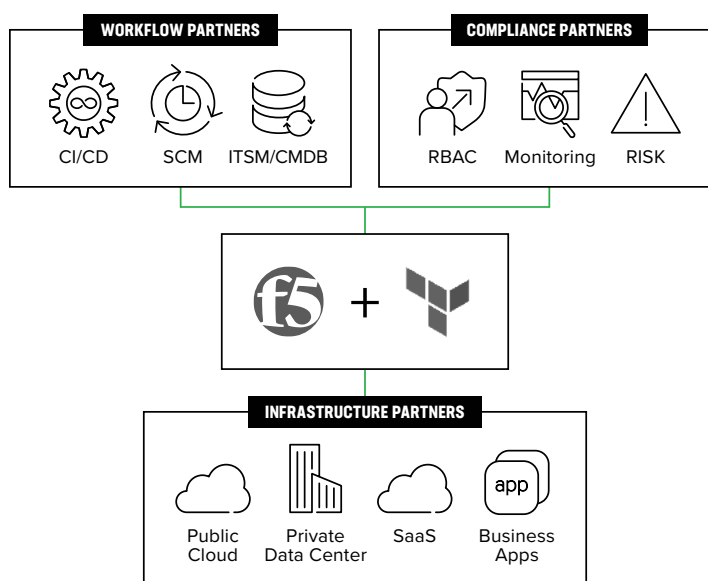 WORKFLOW PARTNERS
CI/CD
SCM
ITSM/CMDB
COMPLIANCE PARTNERS
RBAC
Monitoring
RISK
f5
+
INFRASTRUCTURE PARTNERS
Public
Cloud
Private
Data Center
SaaS
app
Business
Apps